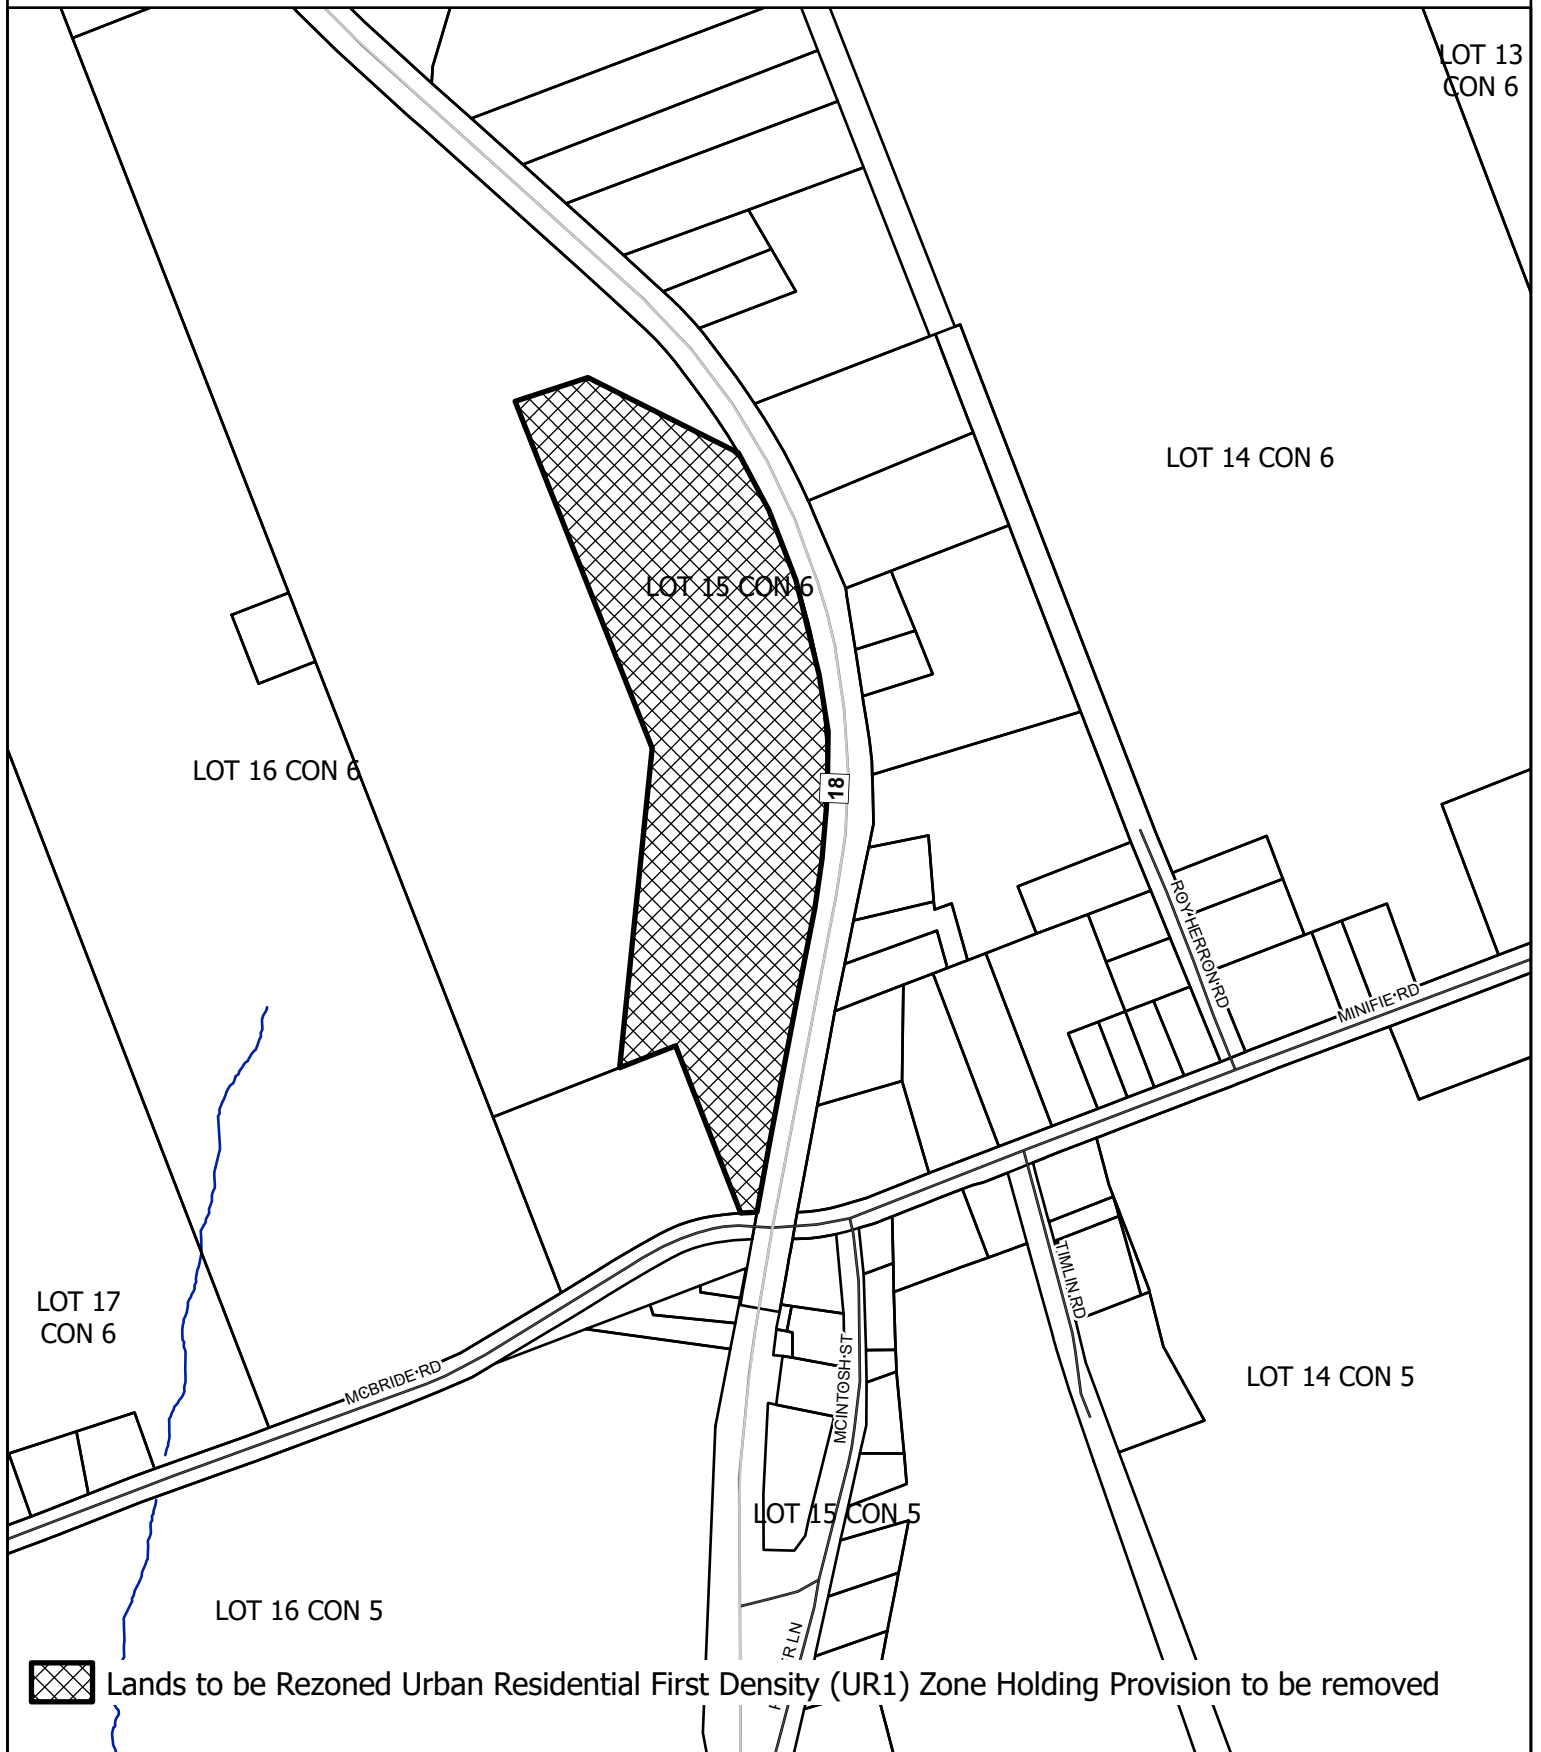 LOT 13
CON 6
LOT 14 CON 6
LOT 15 CON 6
LOT 16 CON 6
18
ROY HERRON RD
MINIFIE RD
TIMLIN RD
LOT 17
CON 6
MCBRIDE RD
MCINTOSH ST
LOT 14 CON 5
LOT 15 CON 5
LOT 16 CON 5
LN
Lands to be Rezoned Urban Residential First Density (UR1) Zone Holding Provision to be removed